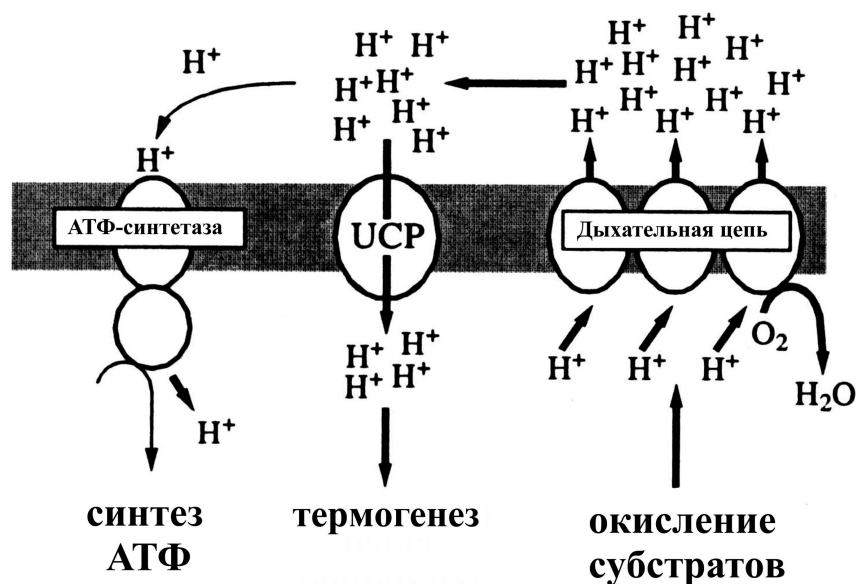 H⁺ H⁺ H⁺ H⁺ H⁺ H⁺
H⁺ H⁺ H⁺ H⁺ H⁺ H⁺ H⁺
H⁺ H⁺ H⁺ H⁺ H⁺
H⁺ H⁺ H⁺ H⁺
H⁺
АТФ-синтетаза
UCP
Дыхательная цепь
H⁺ H⁺
H⁺ H⁺
H⁺ H⁺ H⁺
O₂
H₂O
H⁺
синтез
АТФ
термогенез
окисление
субстратов